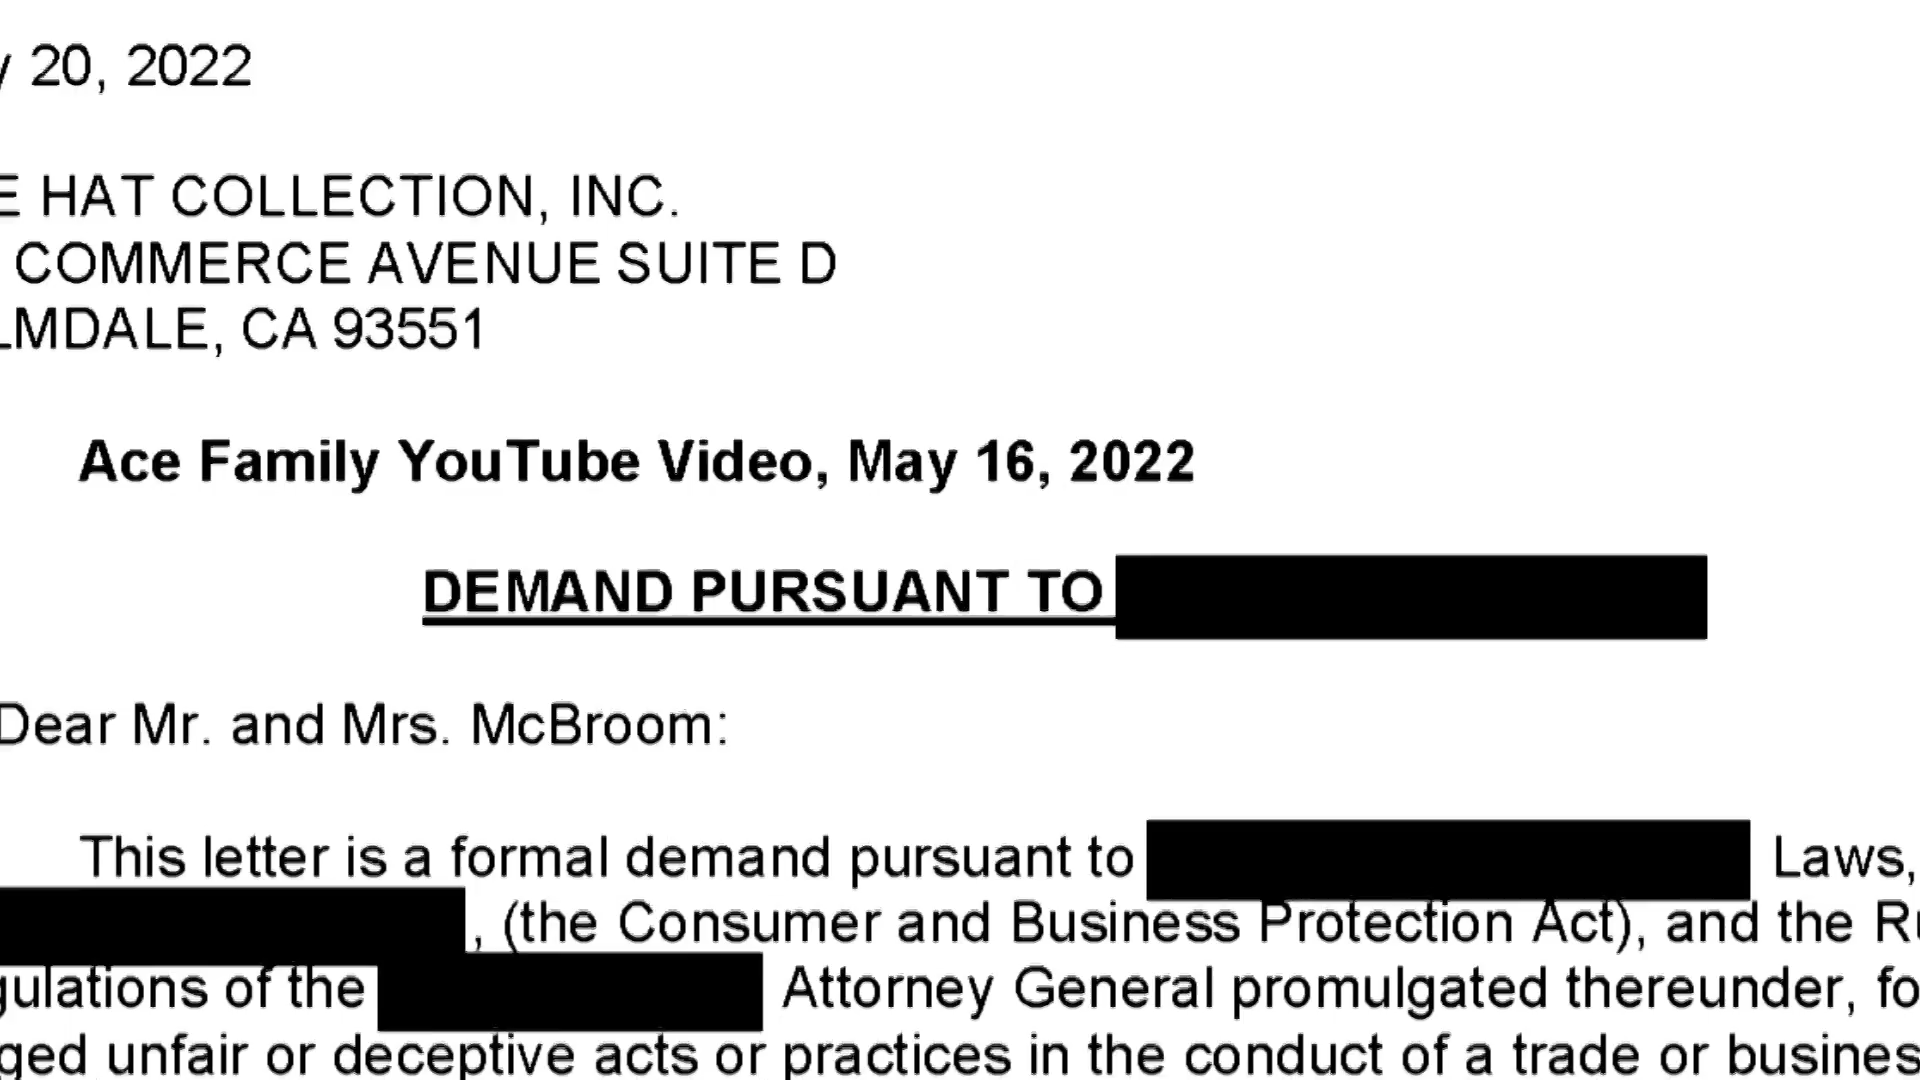 y 20, 2022
E HAT COLLECTION, INC.
COMMERCE AVENUE SUITE D
LMDALE, CA 93551
Ace Family YouTube Video, May 16, 2022
DEMAND PURSUANT TO
Dear Mr. and Mrs. McBroom:
This letter is a formal demand pursuant to Laws,
, (the Consumer and Business Protection Act), and the Ru
gulations of the Attorney General promulgated thereunder, fo
ged unfair or deceptive acts or practices in the conduct of a trade or busines